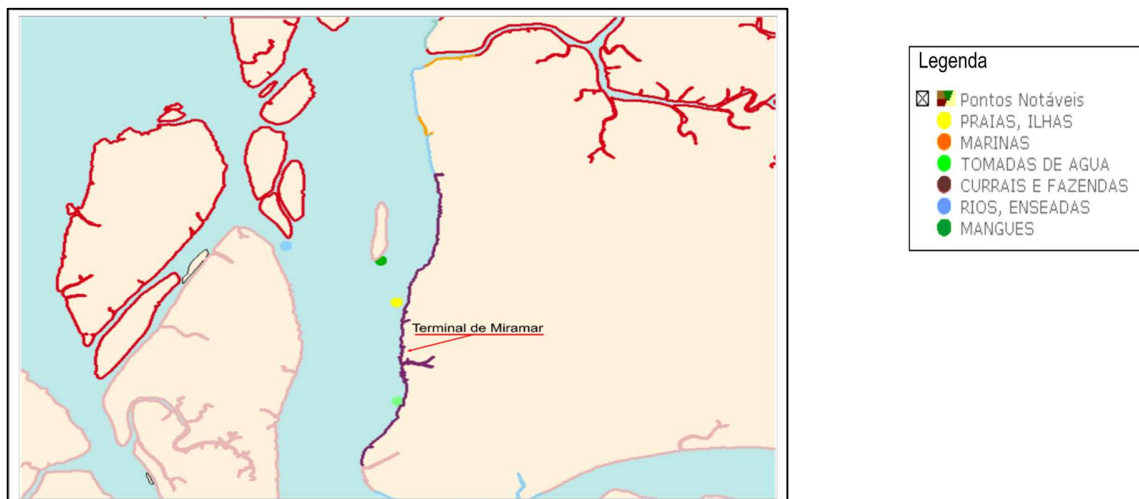 Terminal de Miramar
Legenda
Pontos Notáveis
PRAIAS, ILHAS
MARINAS
TOMADAS DE AGUA
CURRAIS E FAZENDAS
RIOS, ENSEADAS
MANGUES